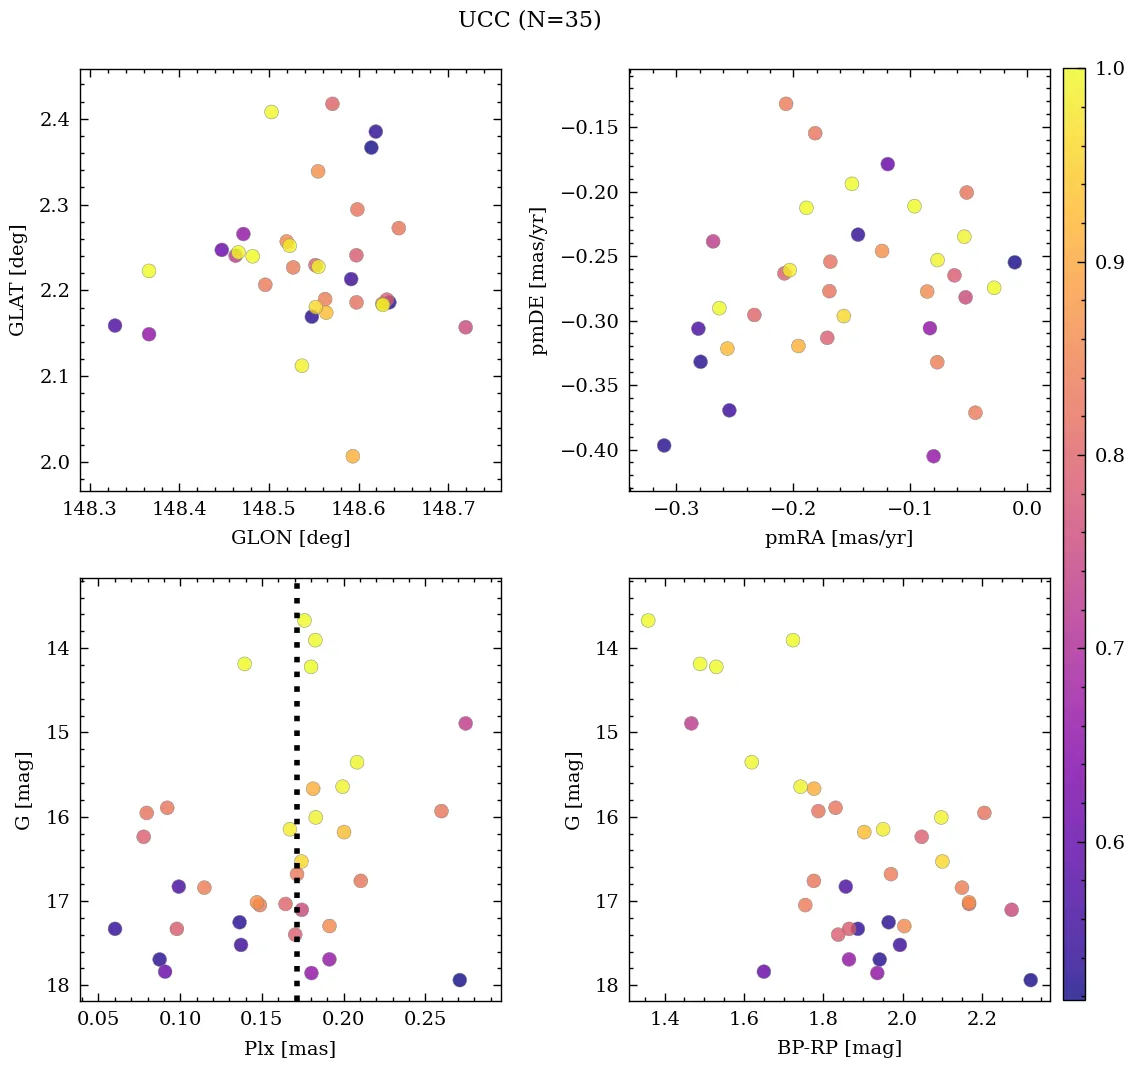 UCC (N=35)
2.4
2.3
2.2
2.1
2.0
GLAT [deg]
148.3 148.4 148.5 148.6 148.7
GLON [deg]
−0.15
−0.20
−0.25
−0.30
−0.35
−0.40
pmDE [mas/yr]
−0.3 −0.2 −0.1 0.0
pmRA [mas/yr]
14
15
16
17
18
G [mag]
0.05 0.10 0.15 0.20 0.25
Plx [mas]
14
15
16
17
18
G [mag]
1.4 1.6 1.8 2.0 2.2
BP-RP [mag]
1.0
0.9
0.8
0.7
0.6